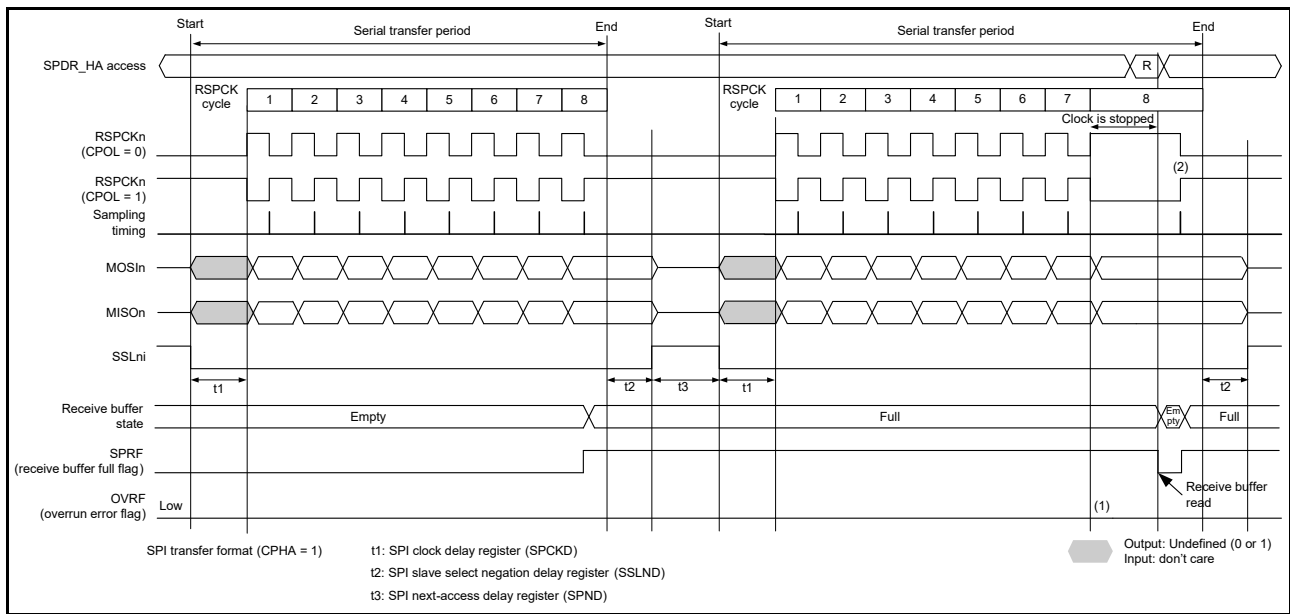 Start
Serial transfer period
End
Start
Serial transfer period
End
SPDR_HA access
R
RSPCK
cycle
1 2 3 4 5 6 7 8
RSPCK
cycle
1 2 3 4 5 6 7 8
Clock is stopped
RSPCKn
(CPOL = 0)
(2)
RSPCKn
(CPOL = 1)
Sampling
timing
MOSIn
MISOn
SSLni
t1
t2
t3
t1
t2
Receive buffer
state
Empty
Full
Em
pty
Full
SPRF
(receive buffer full flag)
Receive buffer
read
OVRF
(overrun error flag)
Low
(1)
SPI transfer format (CPHA = 1)
t1: SPI clock delay register (SPCKD)
t2: SPI slave select negation delay register (SSLND)
t3: SPI next-access delay register (SPND)
Output: Undefined (0 or 1)
Input: don't care